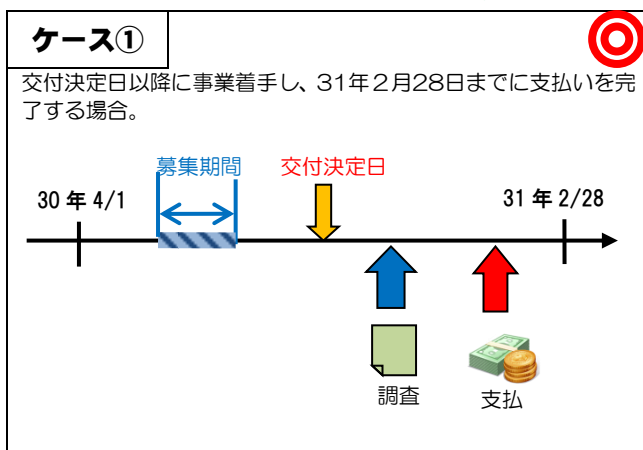 ケース①
交付決定日以降に事業着手し、31年2月28日までに支払いを完
了する場合。
募集期間
交付決定日
30年 4/1
31年 2/28
調査
支払